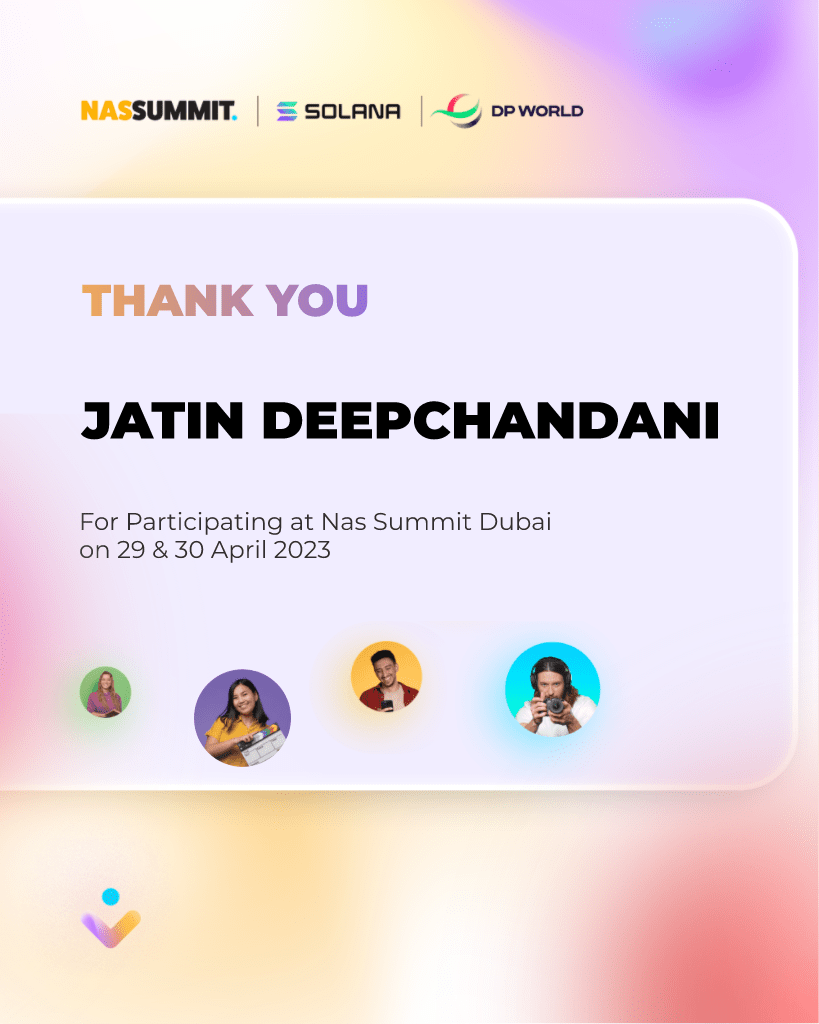 NASSUMMIT. | SOLANA | DP WORLD
THANK YOU
JATIN DEEPCHANDANI
For Participating at Nas Summit Dubai
on 29 & 30 April 2023